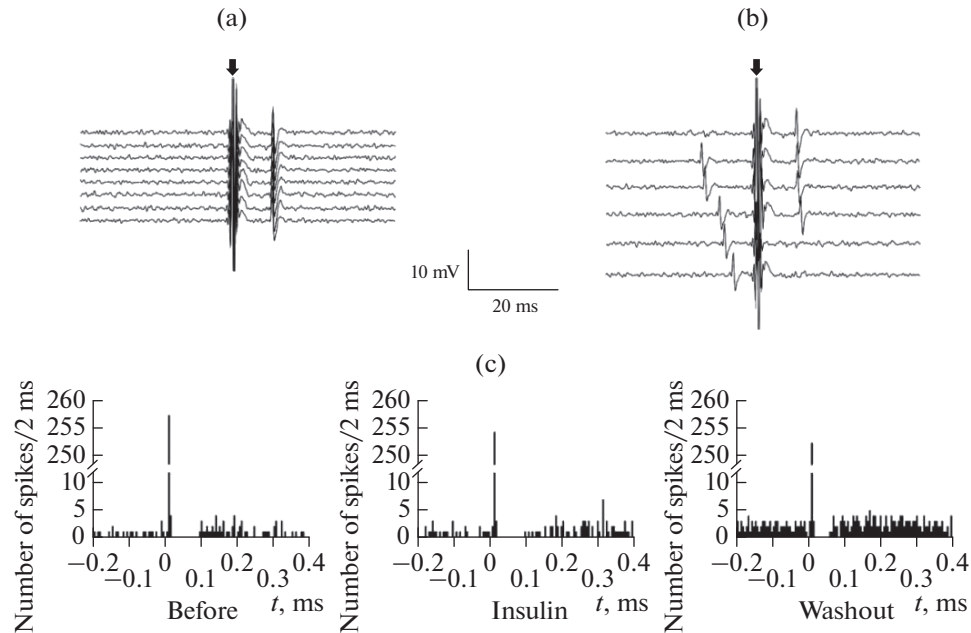 (a)
(b)
10 mV
20 ms
(c)
Number of spikes/2 ms
260
255
250
10
5
0
−0.2 0 0.2 0.4
−0.1 0.1 0.3
Before
t, ms
Number of spikes/2 ms
260
255
250
10
5
0
−0.2 0 0.2 0.4
−0.1 0.1 0.3
Insulin
t, ms
Number of spikes/2 ms
260
255
250
10
5
0
−0.2 0 0.2 0.4
−0.1 0.1 0.3
Washout
t, ms